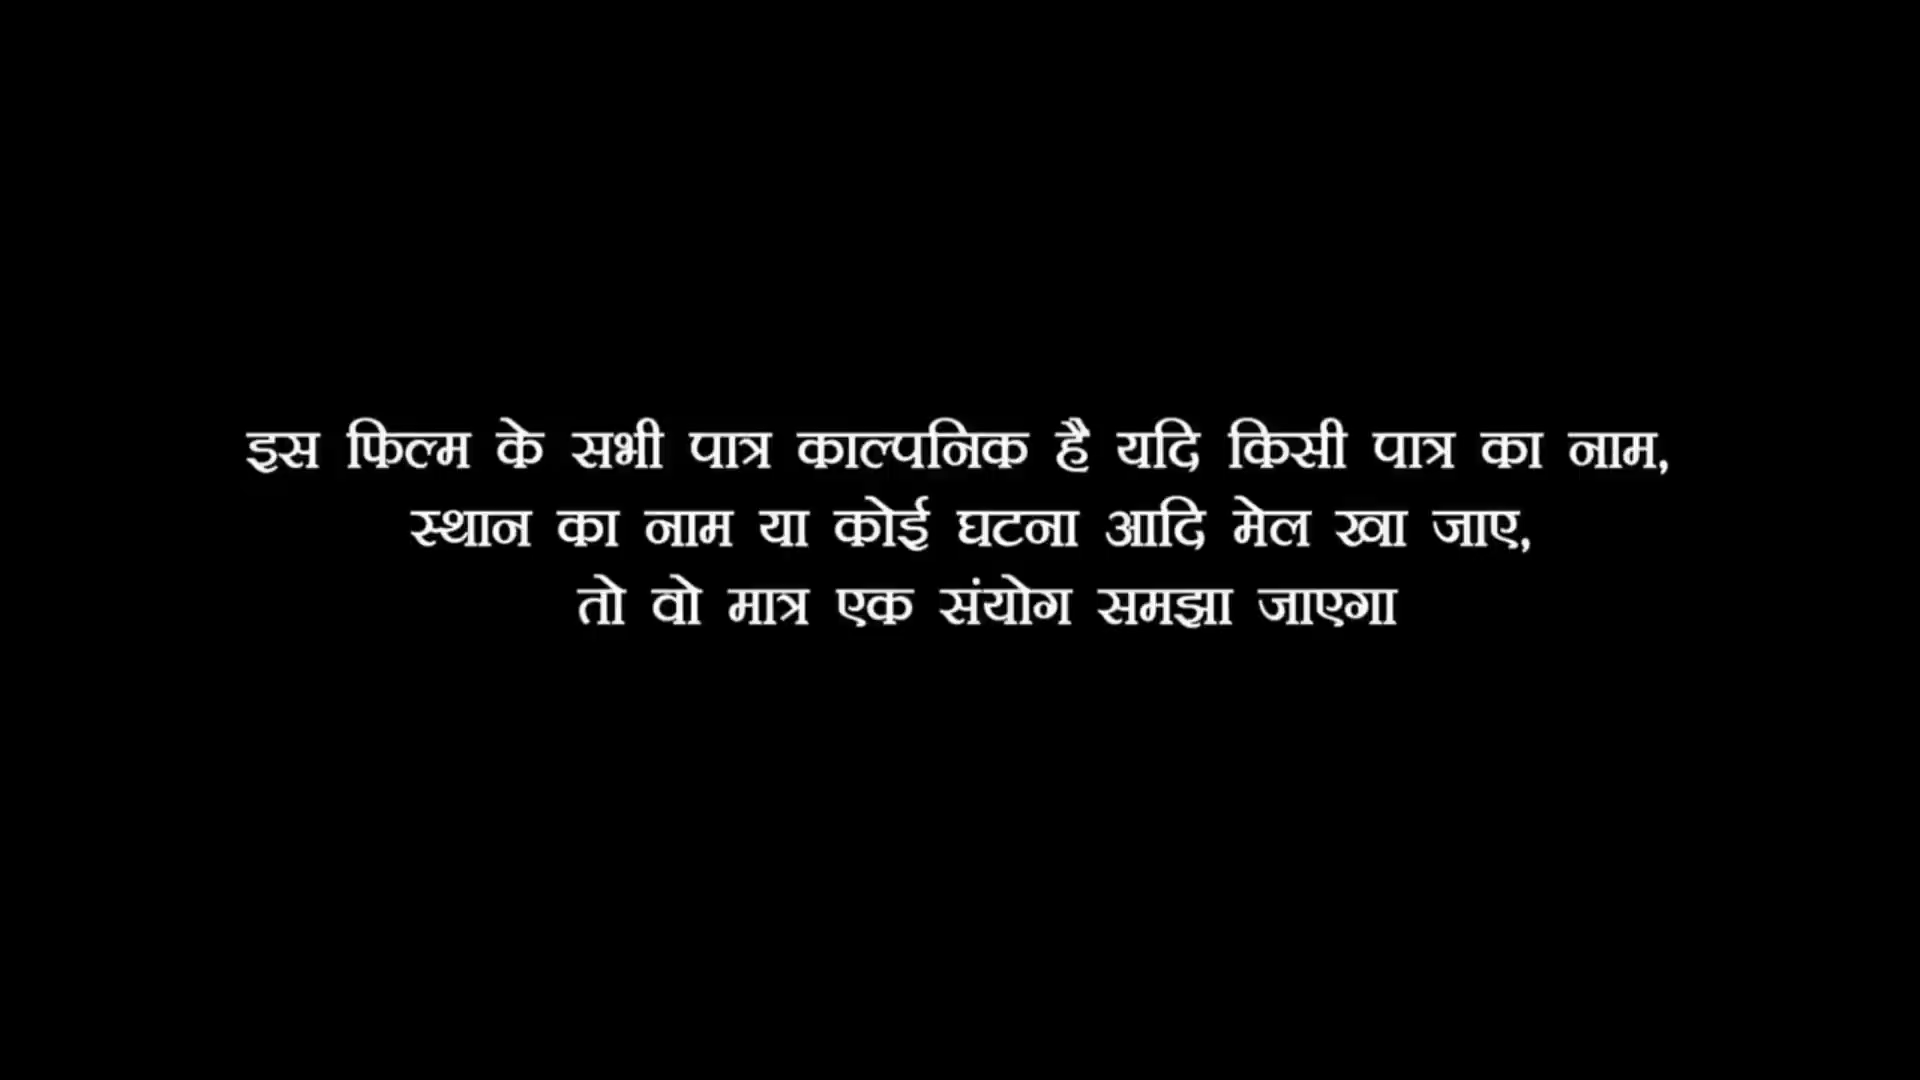 इस फिल्म के सभी पात्र काल्पनिक है यदि किसी पात्र का नाम,
स्थान का नाम या कोई घटना आदि मेल खा जाए,
तो वो मात्र एक संयोग समझा जाएगा